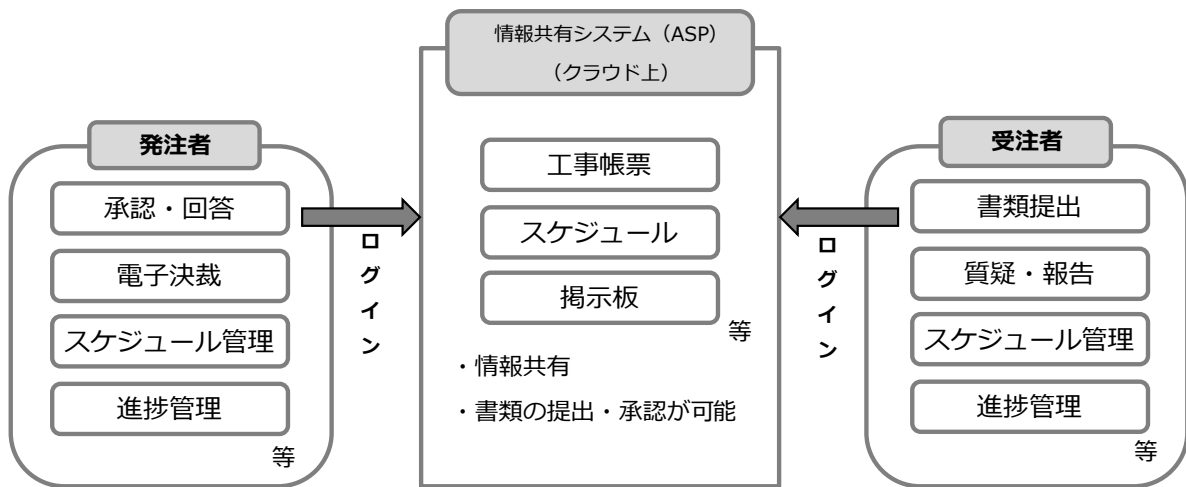 情報共有システム（ASP）
（クラウド上）
発注者
承認・回答
電子決裁
スケジュール管理
進捗管理
等
ログイン
工事帳票
スケジュール
掲示板
等
・情報共有
・書類の提出・承認が可能
ログイン
受注者
書類提出
質疑・報告
スケジュール管理
進捗管理
等